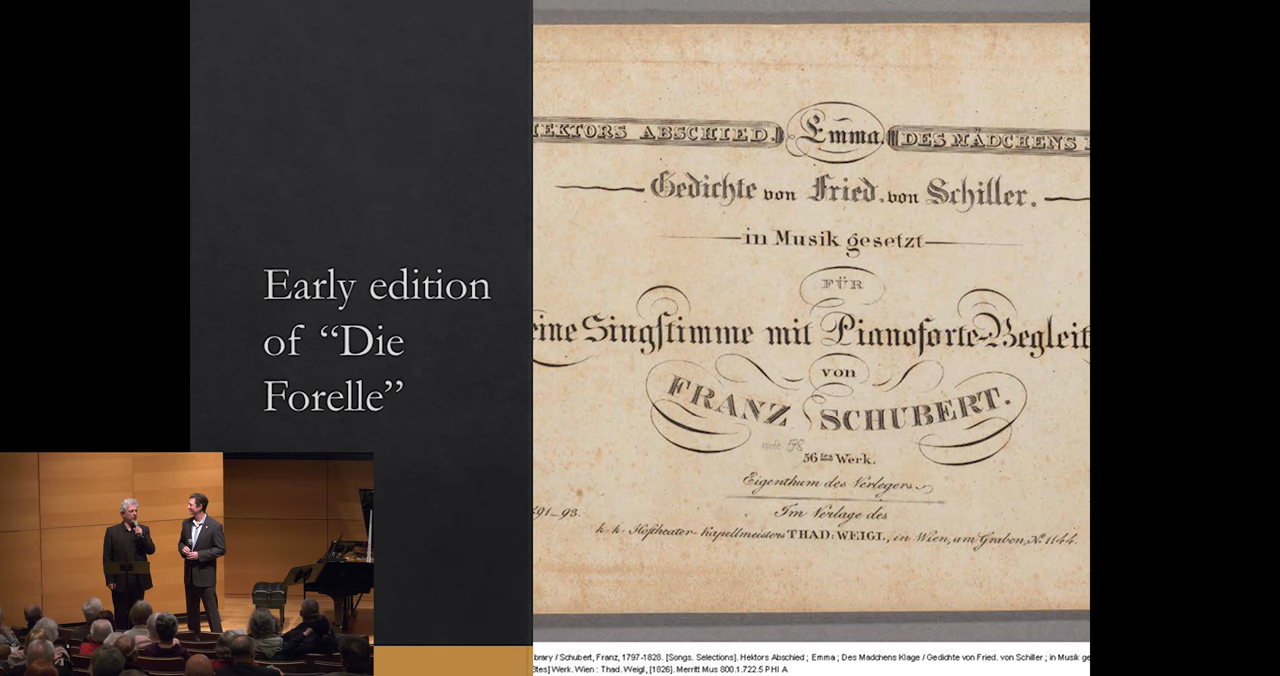 Early edition
of “Die
Forelle”
HEKTORS ABSCHIED. Emma. DES MÄDCHENS
Gedichte von Fried. von Schiller.
in Musik gesetzt
FÜR
eine Singstimme mit Pianoforte-Begleit
von
FRANZ SCHUBERT.
nicht 58
56tes Werk.
Eigenthum des Verlegers.
Im Verlage des
491_93.
k. k. Hoftheater-Kapellmeisters THAD: WEIGL, in Wien, am Graben, No. 1144.
brary / Schubert, Franz, 1797-1828. [Songs. Selections]. Hektors Abschied ; Emma ; Des Madchens Klage / Gedichte von Fried. von Schiller ; in Musik ge
8tes] Werk. Wien : Thad. Weigl, [1826]. Merritt Mus 800.1.722.5 PHI A